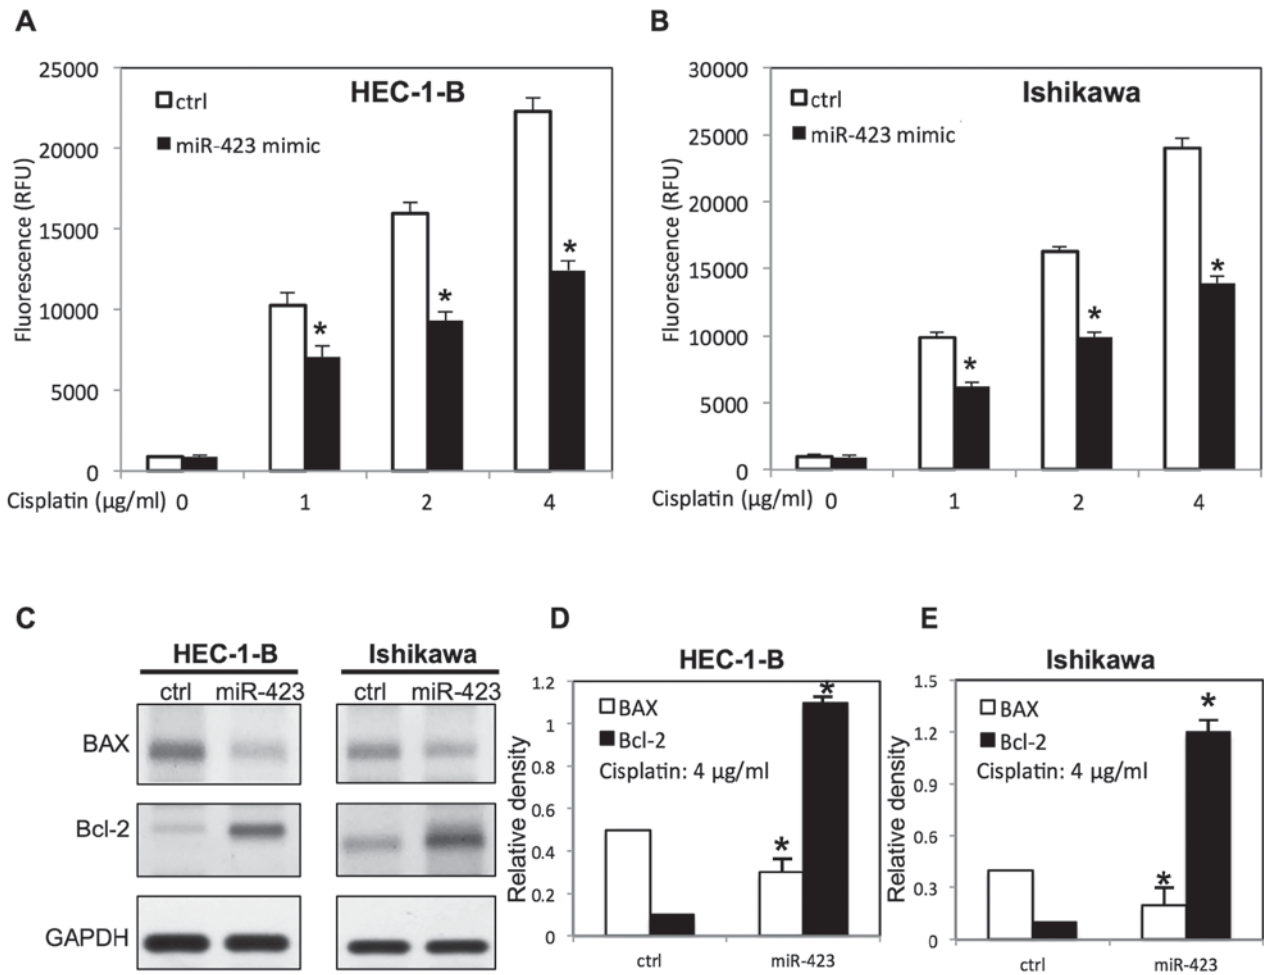 A
HEC-1-B
ctrl
miR-423 mimic
Fluorescence (RFU)
25000
20000
15000
10000
5000
0
*
*
*
Cisplatin (μg/ml) 0 1 2 4
B
Ishikawa
ctrl
miR-423 mimic
Fluorescence (RFU)
30000
25000
20000
15000
10000
5000
0
*
*
*
Cisplatin (μg/ml) 0 1 2 4
C
HEC-1-B Ishikawa
ctrl miR-423 ctrl miR-423
BAX
Bcl-2
GAPDH
D
HEC-1-B
BAX
Bcl-2
Cisplatin: 4 μg/ml
Relative density
1.2
1
0.8
0.6
0.4
0.2
0
*
*
ctrl miR-423
E
Ishikawa
BAX
Bcl-2
Cisplatin: 4 μg/ml
Relative density
1.5
1.2
0.9
0.6
0.3
0
*
*
ctrl miR-423